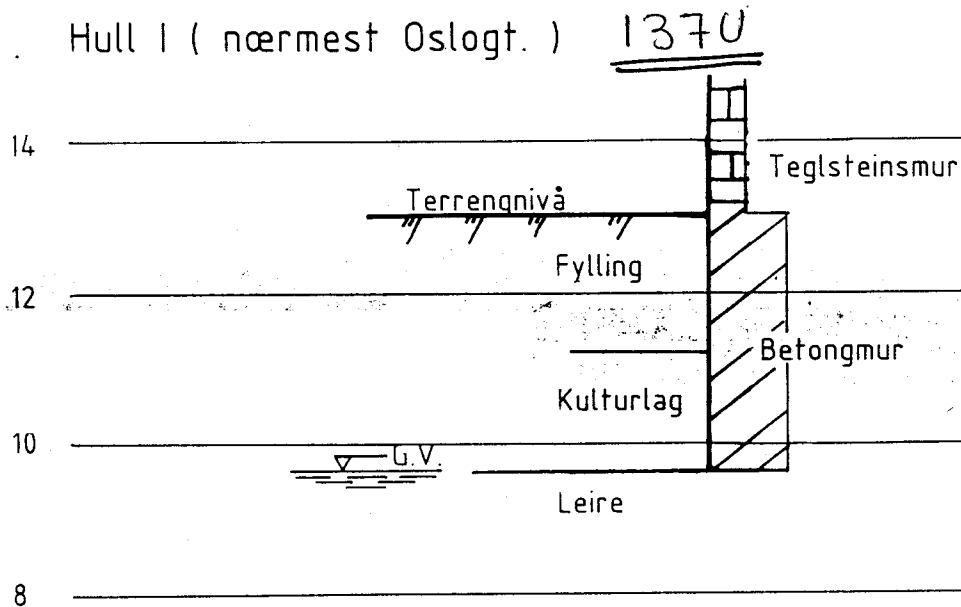 Hull I ( nærmest Oslogt. ) 1370
14
Teglsteinsmur
Terrengnivå
Fylling
12
Betongmur
Kulturlag
10
G.V.
Leire
8